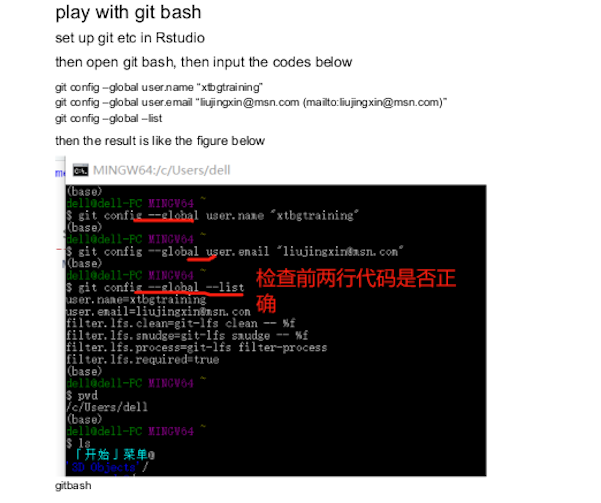 play with git bash
set up git etc in Rstudio
then open git bash, then input the codes below
git config --global user.name “xtbgtraining”
git config --global user.email “liujingxin@msn.com (mailto:liujingxin@msn.com)”
git config --global --list
then the result is like the figure below
MINGW64:/c/Users/dell
(base)
dell@dell-PC MINGW64 ~
$ git config --global user.name "xtbgtraining"
(base)
dell@dell-PC MINGW64 ~
$ git config --global user.email "liujingxin@msn.com"
(base)
dell@dell-PC MINGW64 ~
$ git config --global --list
检查前两行代码是否正
确
user.name=xtbgtraining
user.email=liujingxin@msn.com
filter.lfs.clean=git-lfs clean -- %f
filter.lfs.smudge=git-lfs smudge -- %f
filter.lfs.process=git-lfs filter-process
filter.lfs.required=true
(base)
dell@dell-PC MINGW64 ~
$ pwd
/c/Users/dell
(base)
dell@dell-PC MINGW64 ~
$ ls
「开始」菜单@
'3D Objects'/
gitbash